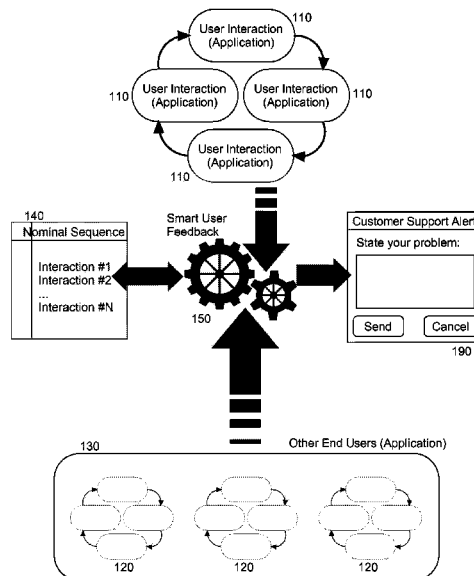 110
User Interaction
(Application)
110
User Interaction
(Application)
User Interaction
(Application)
110
User Interaction
(Application)
110
140
Nominal Sequence
Interaction #1
Interaction #2
...
Interaction #N
Smart User
Feedback
150
Customer Support Alert
State your problem:
Send
Cancel
190
130
Other End Users (Application)
120
120
120